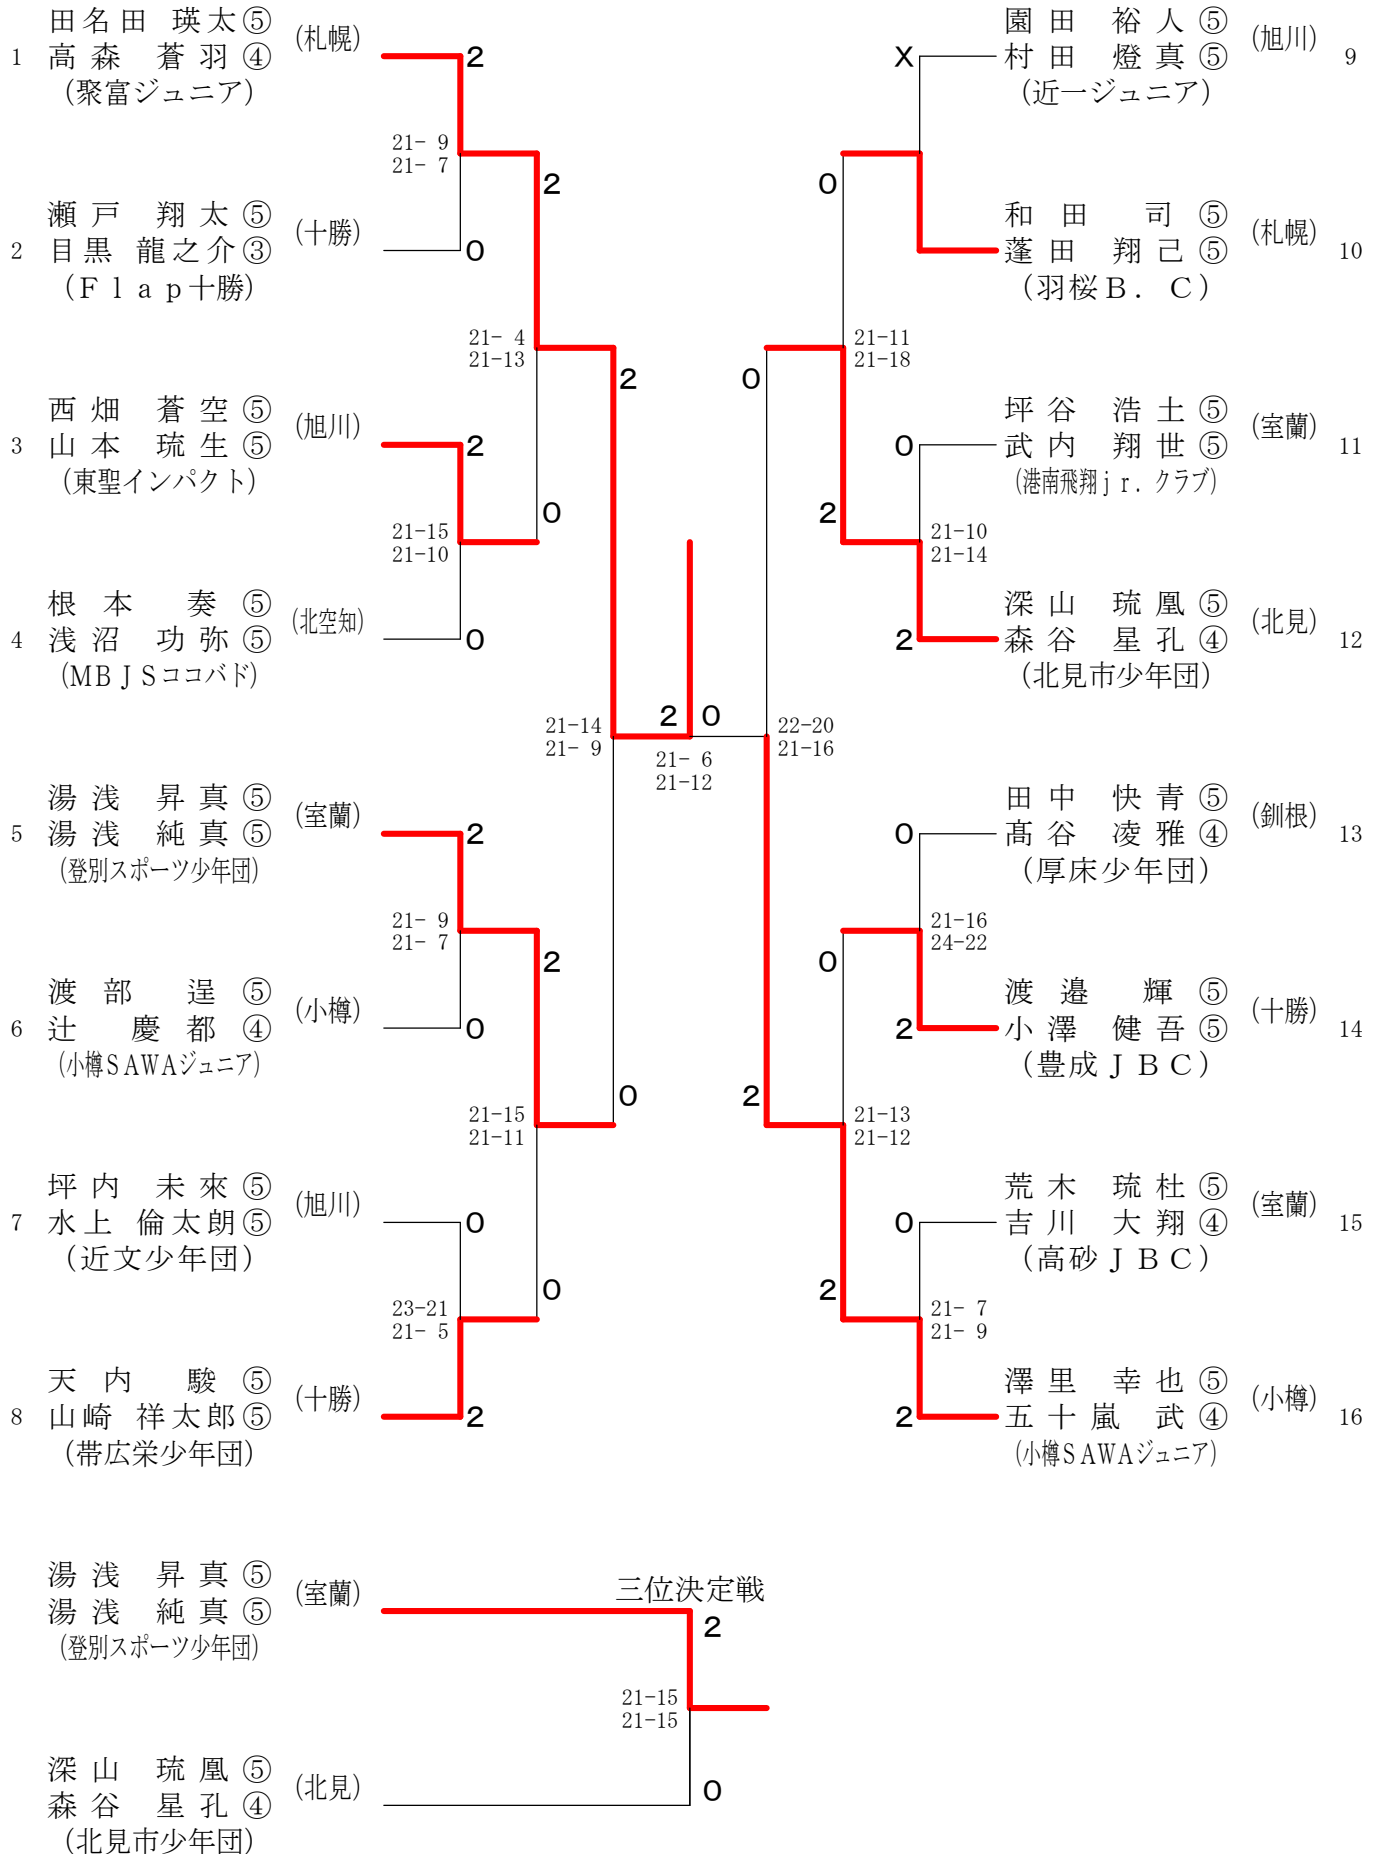 田名田 瑛太⑤
1 高森 蒼羽④ (札幌) 2
(聚富ジュニア)
21- 9
21- 7
2
瀬戸 翔太⑤
2 目黒 龍之介③ (十勝) 0
(Flap十勝)
21- 4
21-13
2
西畑 蒼空⑤
3 山本 琉生⑤ (旭川) 2
(東聖インパクト)
21-15
21-10
0
根本 奏⑤
4 浅沼 功弥⑤ (北空知) 0
(MBJSココバド)
21-14
21- 9
湯浅 昇真⑤
5 湯浅 純真⑤ (室蘭) 2
(登別スポーツ少年団)
21- 9
21- 7
2
渡部 逞⑤
6 辻 慶都④ (小樽) 0
(小樽SAWAジュニア)
21-15
21-11
0
坪内 未來⑤
7 水上 倫太朗⑤ (旭川) 0
(近文少年団)
23-21
21- 5
0
天内 駿⑤
8 山崎 祥太郎⑤ (十勝) 2
(帯広栄少年団)
2 0
21- 6
21-12
園田 裕人⑤
X 村田 燈真⑤ (旭川) 9
(近一ジュニア)
0
和田 司⑤
蓬田 翔己⑤ (札幌) 10
(羽桜B.C)
21-11
21-18
0
坪谷 浩土⑤
0 武内 翔世⑤ (室蘭) 11
(港南飛翔jr.クラブ)
2
21-10
21-14
深山 琉凰⑤
2 森谷 星孔④ (北見) 12
(北見市少年団)
22-20
21-16
田中 快青⑤
0 髙谷 凌雅④ (釧根) 13
(厚床少年団)
21-16
24-22
0
渡邉 輝⑤
2 小澤 健吾⑤ (十勝) 14
(豊成JBC)
2
21-13
21-12
荒木 琉杜⑤
0 吉川 大翔④ (室蘭) 15
(高砂JBC)
2
21- 7
21- 9
澤里 幸也⑤
2 五十嵐 武④ (小樽) 16
(小樽SAWAジュニア)
三位決定戦
湯浅 昇真⑤
湯浅 純真⑤ (室蘭) 2
(登別スポーツ少年団)
21-15
21-15
深山 琉凰⑤
森谷 星孔④ (北見) 0
(北見市少年団)